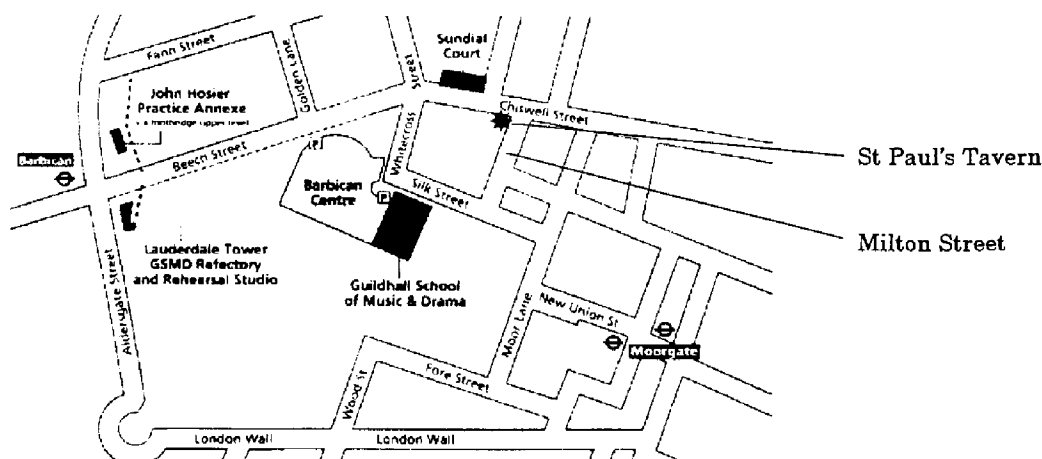 Fann Street
Golden Lane
Street
Sundial
Court
John Hosier
Practice Annexe
Chiswell Street
Whitecross
St Paul's Tavern
Barbican
Beech Street
Barbican
Centre
P
P
Silk Street
Milton Street
Lauderdale Tower
GSMD Refectory
and Rehearsal Studio
Guildhall School
of Music & Drama
Aldersgate Street
New Union St
Moor Lane
Moorgate
Fore Street
Wood St
London Wall
London Wall